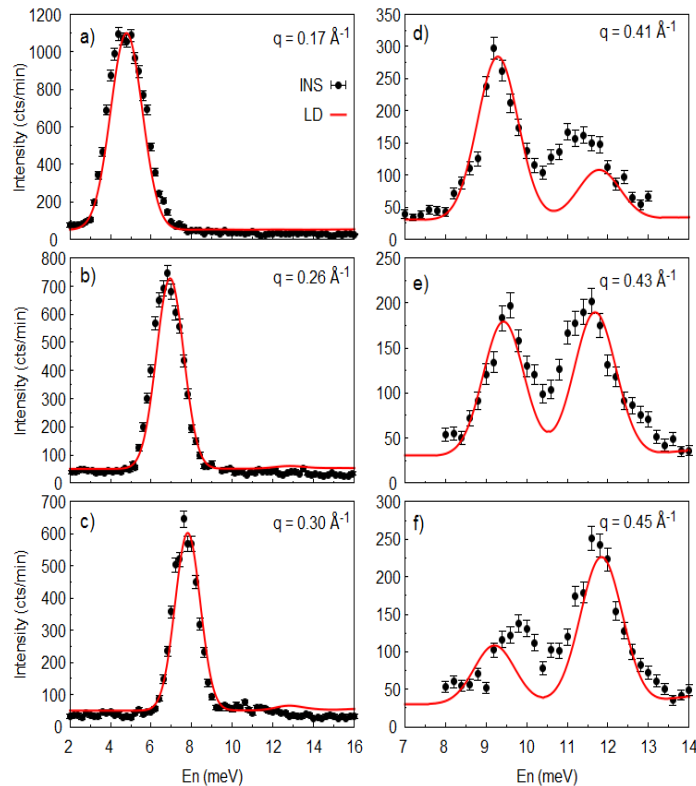 a)
q = 0.17 Å-1
INS
LD
Intensity (cts/min)
0
200
400
600
800
1000
1200
b)
q = 0.26 Å-1
Intensity (cts/min)
0
100
200
300
400
500
600
700
800
c)
q = 0.30 Å-1
Intensity (cts/min)
0
100
200
300
400
500
600
700
2 4 6 8 10 12 14 16
En (meV)
d)
q = 0.41 Å-1
0
50
100
150
200
250
300
350
e)
q = 0.43 Å-1
0
50
100
150
200
250
f)
q = 0.45 Å-1
0
50
100
150
200
250
300
7 8 9 10 11 12 13 14
En (meV)